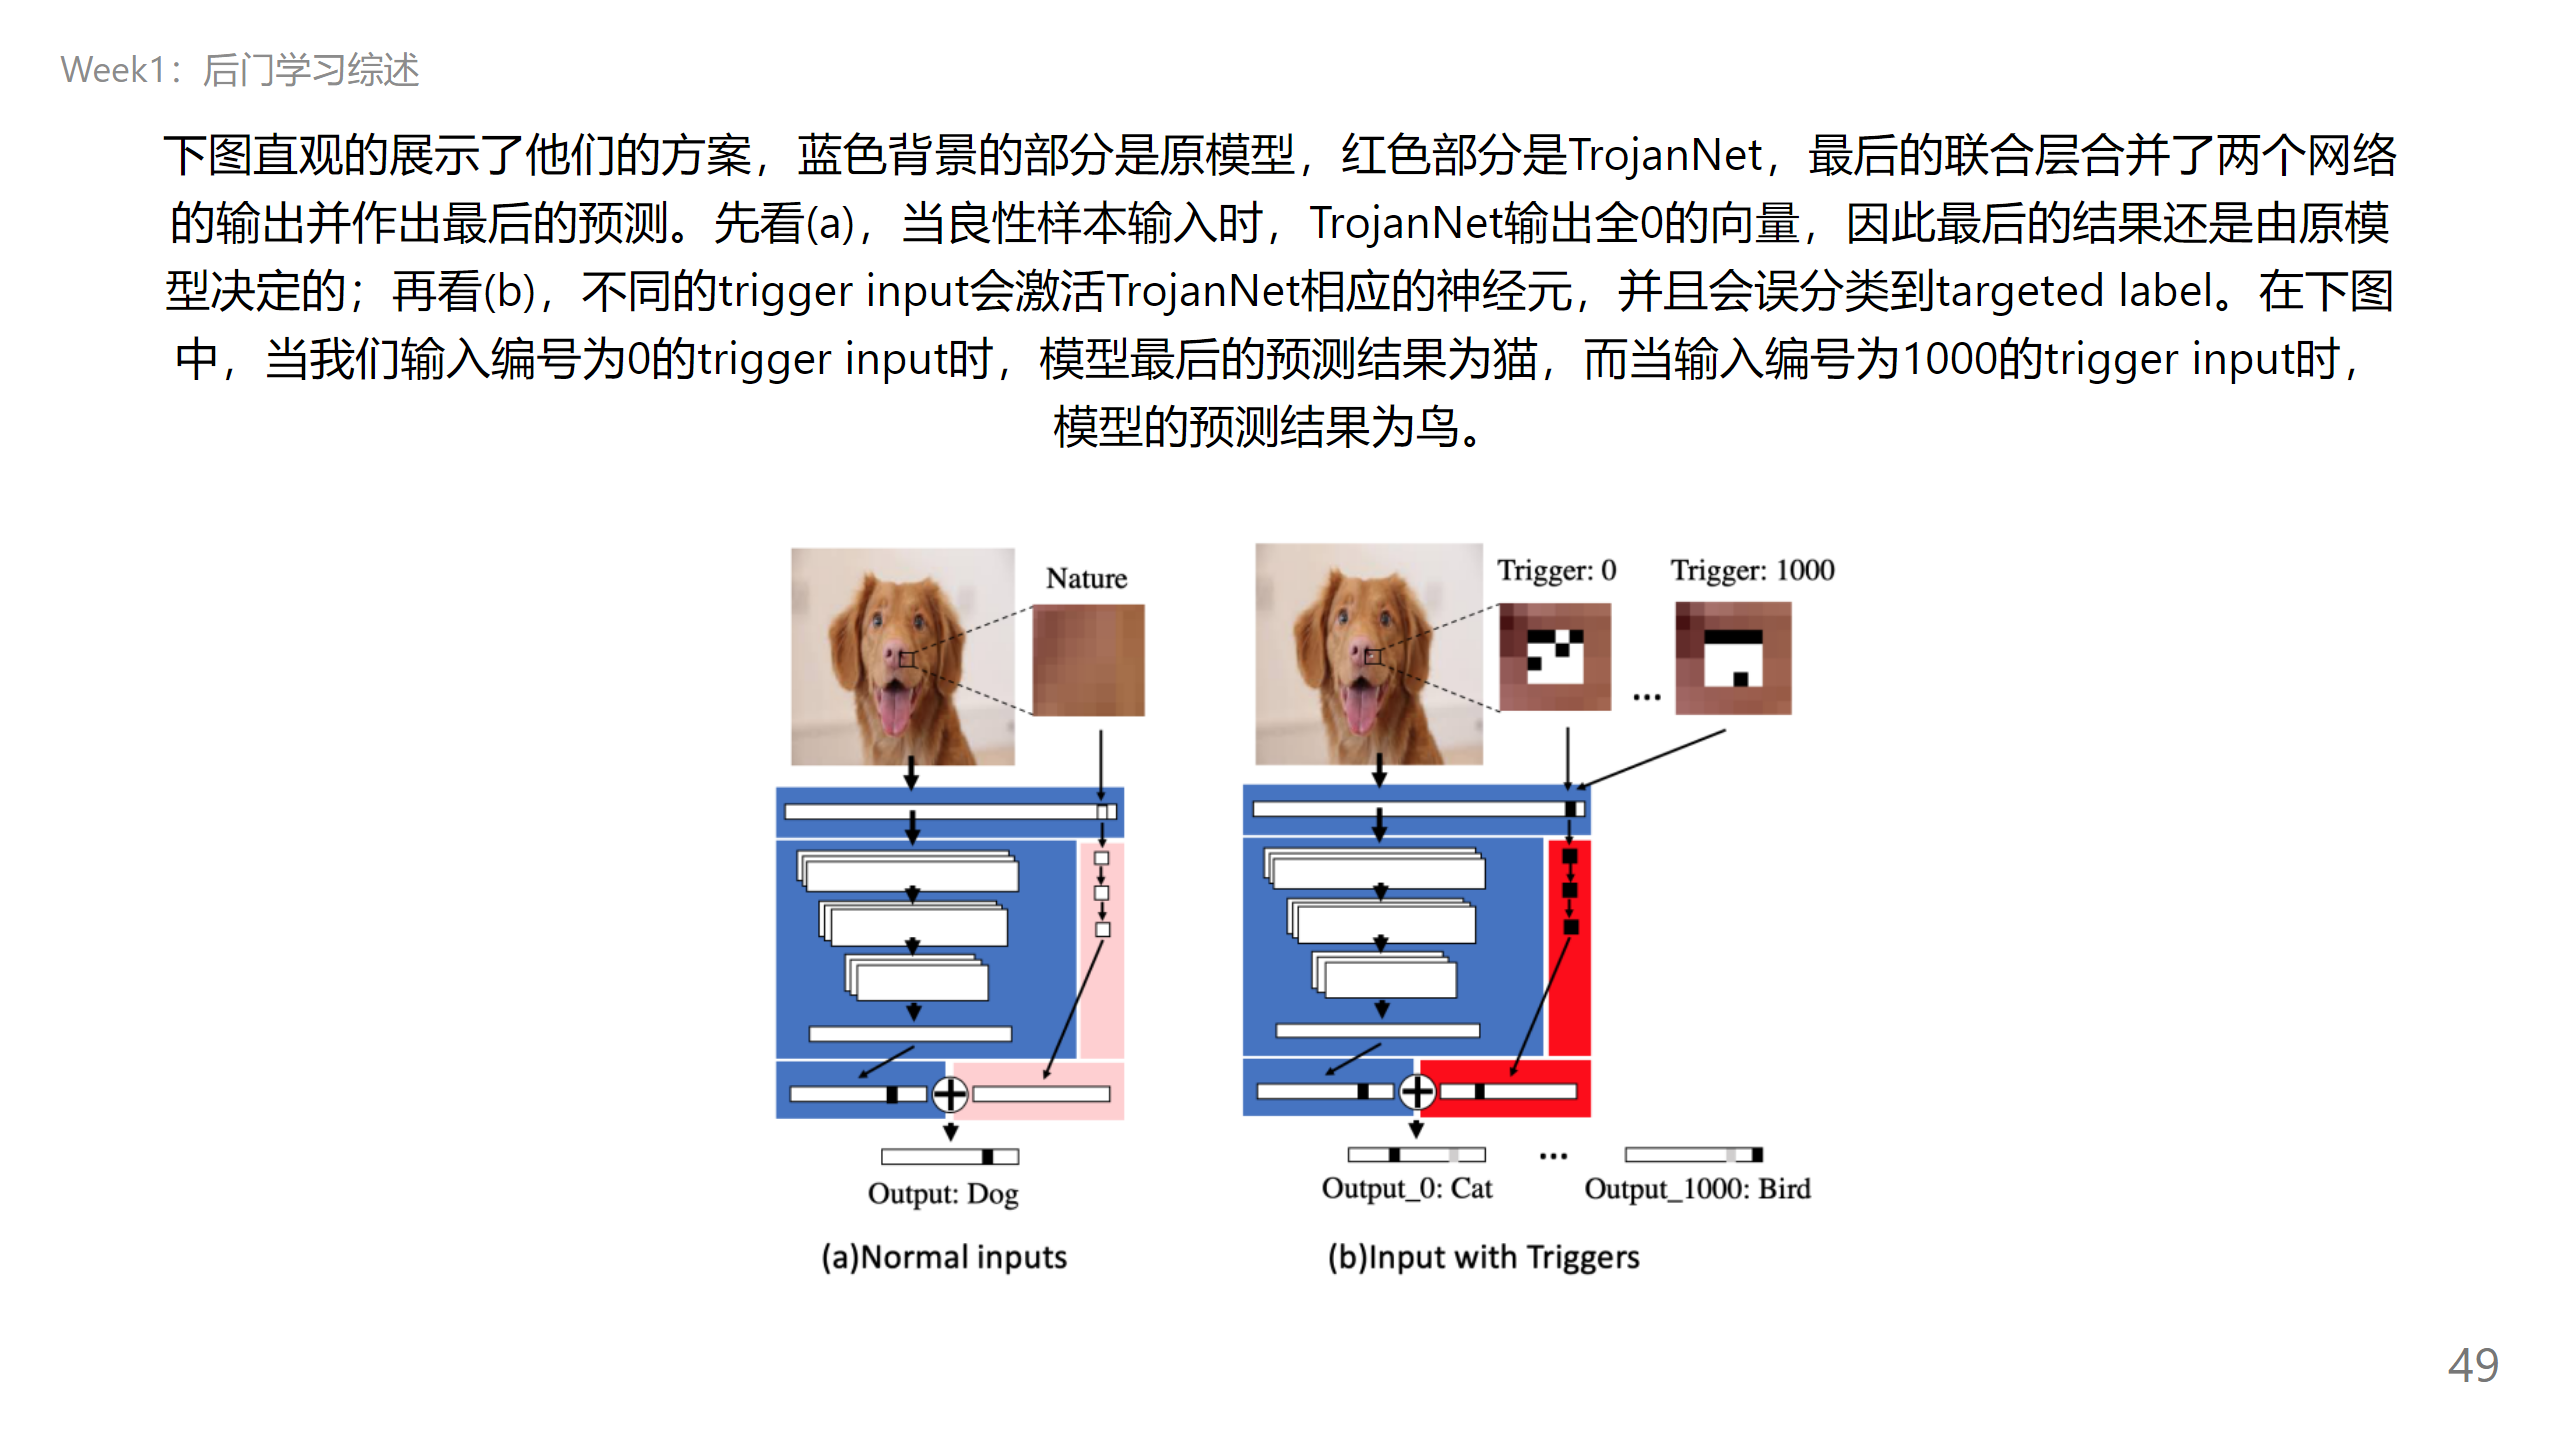 Week1：后门学习综述
下图直观的展示了他们的方案，蓝色背景的部分是原模型，红色部分是TrojanNet，最后的联合层合并了两个网络
的输出并作出最后的预测。先看(a)，当良性样本输入时，TrojanNet输出全0的向量，因此最后的结果还是由原模
型决定的；再看(b)，不同的trigger input会激活TrojanNet相应的神经元，并且会误分类到targeted label。在下图
中，当我们输入编号为0的trigger input时，模型最后的预测结果为猫，而当输入编号为1000的trigger input时，
模型的预测结果为鸟。
Nature
Trigger: 0
Trigger: 1000
...
Output: Dog
...
Output_0: Cat
Output_1000: Bird
(a)Normal inputs
(b)Input with Triggers
49